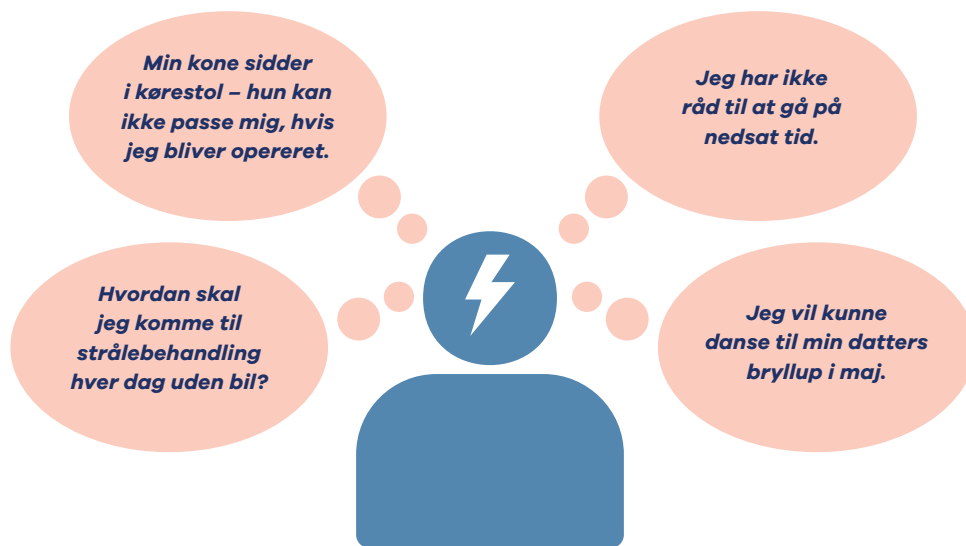 Min kone sidder
i kørestol – hun kan
ikke passe mig, hvis
jeg bliver opereret.
Jeg har ikke
råd til at gå på
nedsat tid.
Hvordan skal
jeg komme til
strålebehandling
hver dag uden bil?
Jeg vil kunne
danse til min datters
bryllup i maj.